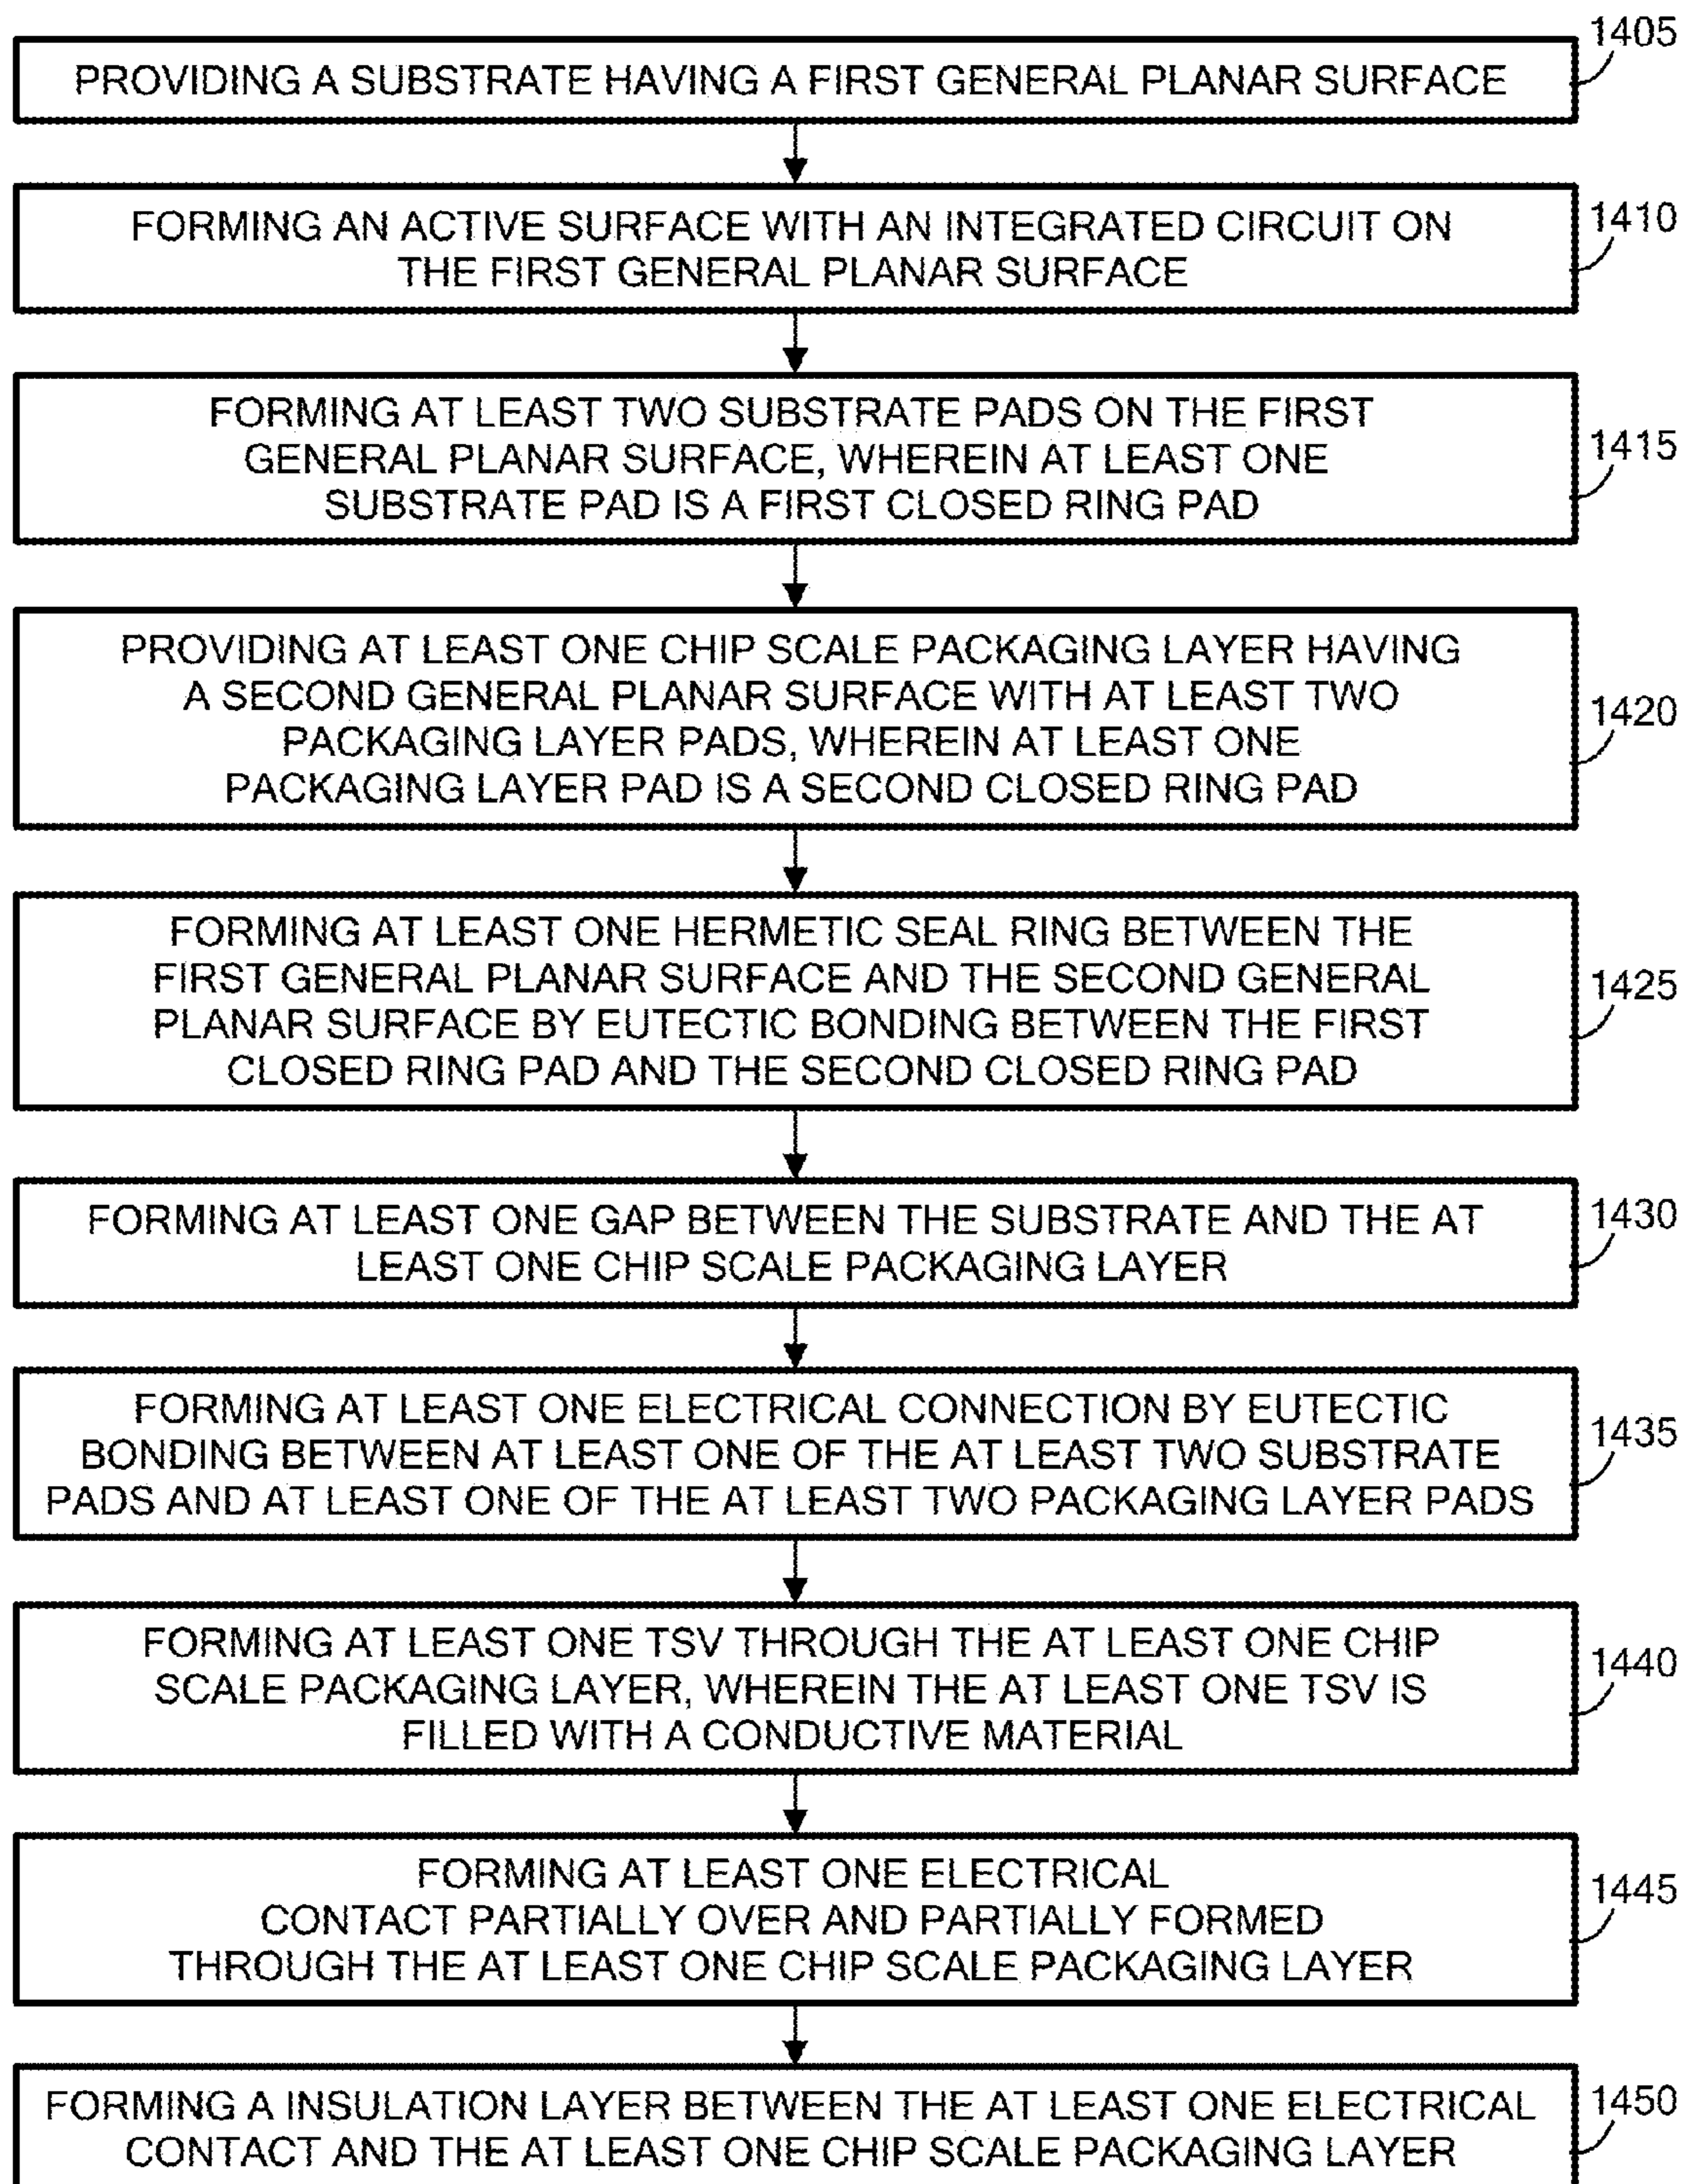 1405
PROVIDING A SUBSTRATE HAVING A FIRST GENERAL PLANAR SURFACE
1410
FORMING AN ACTIVE SURFACE WITH AN INTEGRATED CIRCUIT ON
THE FIRST GENERAL PLANAR SURFACE
1415
FORMING AT LEAST TWO SUBSTRATE PADS ON THE FIRST
GENERAL PLANAR SURFACE, WHEREIN AT LEAST ONE
SUBSTRATE PAD IS A FIRST CLOSED RING PAD
1420
PROVIDING AT LEAST ONE CHIP SCALE PACKAGING LAYER HAVING
A SECOND GENERAL PLANAR SURFACE WITH AT LEAST TWO
PACKAGING LAYER PADS, WHEREIN AT LEAST ONE
PACKAGING LAYER PAD IS A SECOND CLOSED RING PAD
1425
FORMING AT LEAST ONE HERMETIC SEAL RING BETWEEN THE
FIRST GENERAL PLANAR SURFACE AND THE SECOND GENERAL
PLANAR SURFACE BY EUTECTIC BONDING BETWEEN THE FIRST
CLOSED RING PAD AND THE SECOND CLOSED RING PAD
1430
FORMING AT LEAST ONE GAP BETWEEN THE SUBSTRATE AND THE AT
LEAST ONE CHIP SCALE PACKAGING LAYER
1435
FORMING AT LEAST ONE ELECTRICAL CONNECTION BY EUTECTIC
BONDING BETWEEN AT LEAST ONE OF THE AT LEAST TWO SUBSTRATE
PADS AND AT LEAST ONE OF THE AT LEAST TWO PACKAGING LAYER PADS
1440
FORMING AT LEAST ONE TSV THROUGH THE AT LEAST ONE CHIP
SCALE PACKAGING LAYER, WHEREIN THE AT LEAST ONE TSV IS
FILLED WITH A CONDUCTIVE MATERIAL
1445
FORMING AT LEAST ONE ELECTRICAL
CONTACT PARTIALLY OVER AND PARTIALLY FORMED
THROUGH THE AT LEAST ONE CHIP SCALE PACKAGING LAYER
1450
FORMING A INSULATION LAYER BETWEEN THE AT LEAST ONE ELECTRICAL
CONTACT AND THE AT LEAST ONE CHIP SCALE PACKAGING LAYER